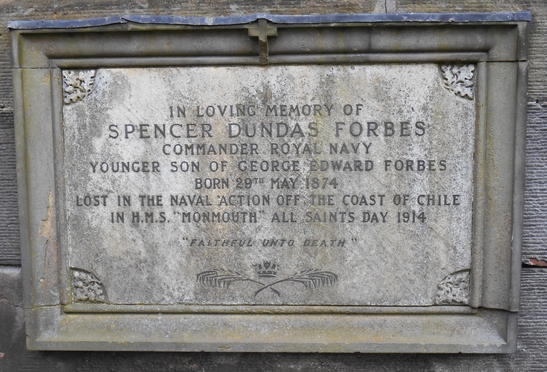 IN LOVING MEMORY OF
SPENCER DUNDAS FORBES
COMMANDER ROYAL NAVY
YOUNGER SON OF GEORGE EDWARD FORBES
BORN 29TH MAY 1874
LOST IN THE NAVAL ACTION OFF THE COAST OF CHILE
IN H.M.S. "MONMOUTH" ALL SAINTS DAY 1914
"FAITHFUL UNTO DEATH"